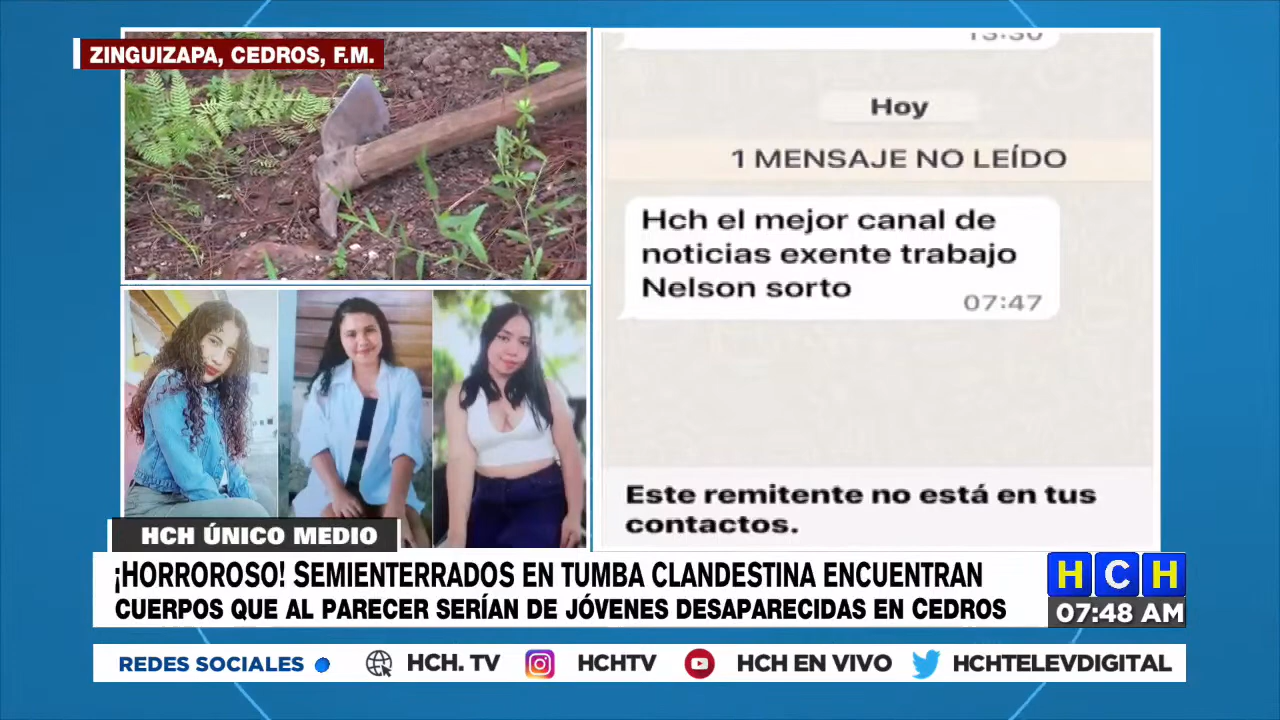 ZINGUIZAPA, CEDROS, F.M.
13:30
Hoy
1 MENSAJE NO LEÍDO
Hch el mejor canal de
noticias exente trabajo
Nelson sorto
07:47
Este remitente no está en tus
contactos.
HCH ÚNICO MEDIO
¡HORROROSO! SEMIENTERRADOS EN TUMBA CLANDESTINA ENCUENTRAN
CUERPOS QUE AL PARECER SERÍAN DE JÓVENES DESAPARECIDAS EN CEDROS
HCH
07:48 AM
REDES SOCIALES HCH. TV HCHTV HCH EN VIVO HCHTELEVDIGITAL